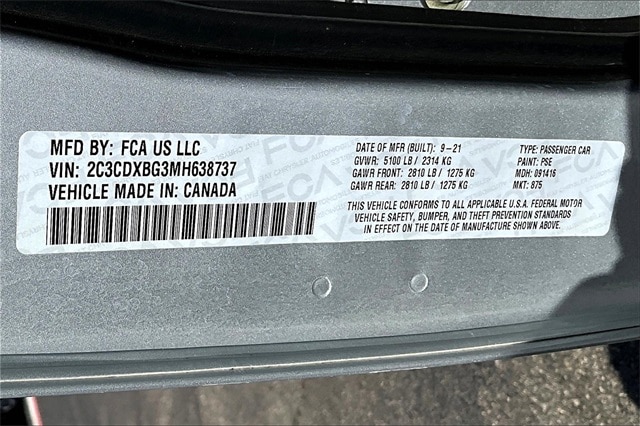 MFD BY: FCA US LLC
VIN: 2C3CDXBG3MH638737
VEHICLE MADE IN: CANADA
DATE OF MFR (BUILT): 9-21
GVWR: 5100 LB / 2314 KG
GAWR FRONT: 2810 LB / 1275 KG
GAWR REAR: 2810 LB / 1275 KG
TYPE: PASSENGER CAR
PAINT: PSE
MDH: 091416
MKT: 875
THIS VEHICLE CONFORMS TO ALL APPLICABLE U.S.A. FEDERAL MOTOR
VEHICLE SAFETY, BUMPER, AND THEFT PREVENTION STANDARDS
IN EFFECT ON THE DATE OF MANUFACTURE SHOWN ABOVE.